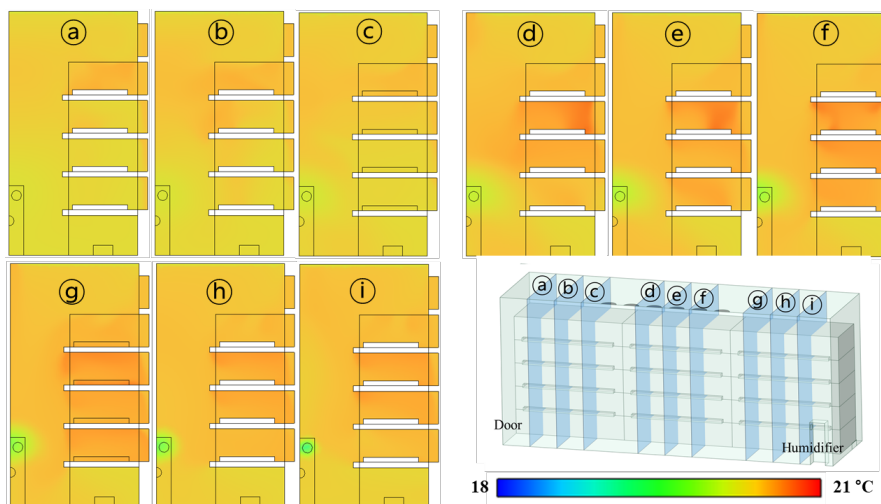 ⓐ ⓑ ⓒ ⓓ ⓔ ⓕ
ⓖ ⓗ ⓘ
ⓐ ⓑ ⓒ ⓓ ⓔ ⓕ ⓖ ⓗ ⓘ
Door
Humidifier
18 21 °C